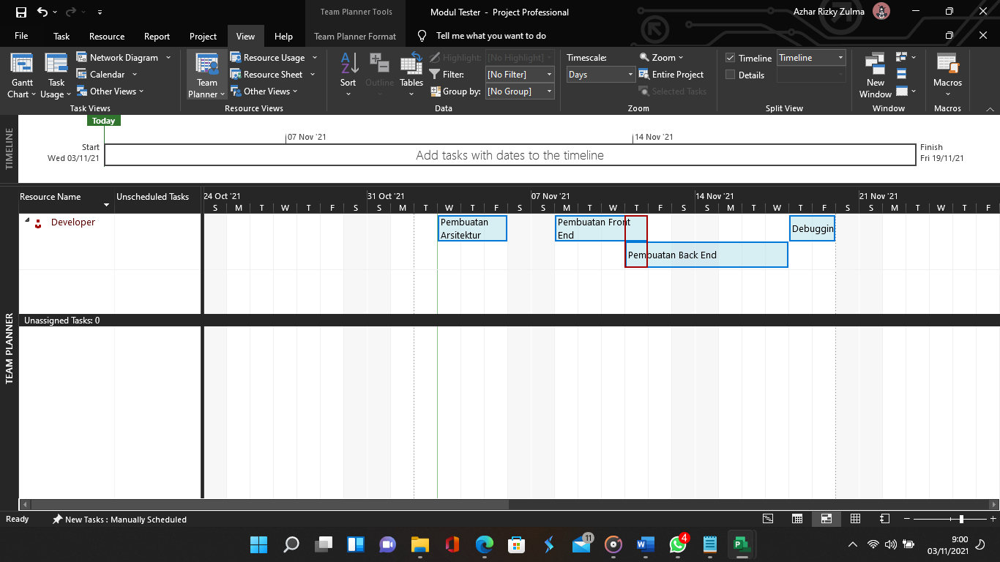 Team Planner Tools
Modul Tester - Project Professional
Azhar Rizky Zulma
File Task Resource Report Project View Help Team Planner Format Tell me what you want to do
Gantt Chart
Task Usage
Network Diagram
Calendar
Other Views
Task Views
Team Planner
Resource Usage
Resource Sheet
Other Views
Resource Views
Sort
Outline
Tables
Highlight: [No Highlight]
Filter: [No Filter]
Group by: [No Group]
Data
Timescale:
Days
Zoom
Entire Project
Selected Tasks
Zoom
Timeline Timeline
Details
Split View
New Window
Window
Macros
Macros
TIMELINE
Today
07 Nov '21 14 Nov '21
Start
Wed 03/11/21
Add tasks with dates to the timeline
Finish
Fri 19/11/21
TEAM PLANNER
Resource Name Unscheduled Tasks
24 Oct '21 31 Oct '21 07 Nov '21 14 Nov '21 21 Nov '21
S M T W T F S S M T W T F S S M T W T F S S M T W T F S S M T W T F
Developer
Pembuatan
Arsitektur
Pembuatan Front
End
Debuggin
Pembuatan Back End
Unassigned Tasks: 0
Ready New Tasks : Manually Scheduled
11
4
9:00
03/11/2021